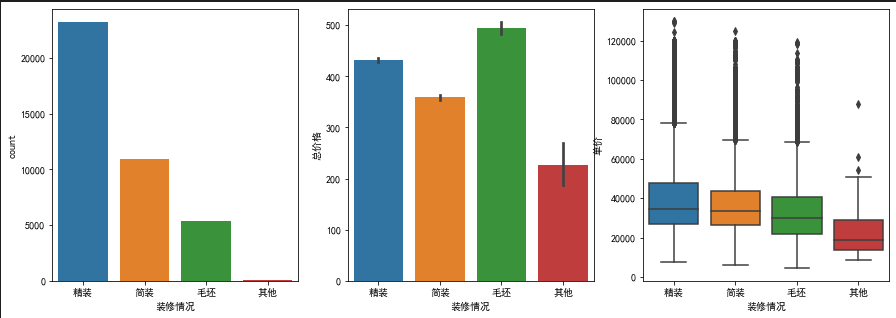 count
20000
15000
10000
5000
0
精装
简装
毛坯
其他
装修情况
总价格
500
400
300
200
100
0
精装
简装
毛坯
其他
装修情况
单价
120000
100000
80000
60000
40000
20000
0
精装
简装
毛坯
其他
装修情况